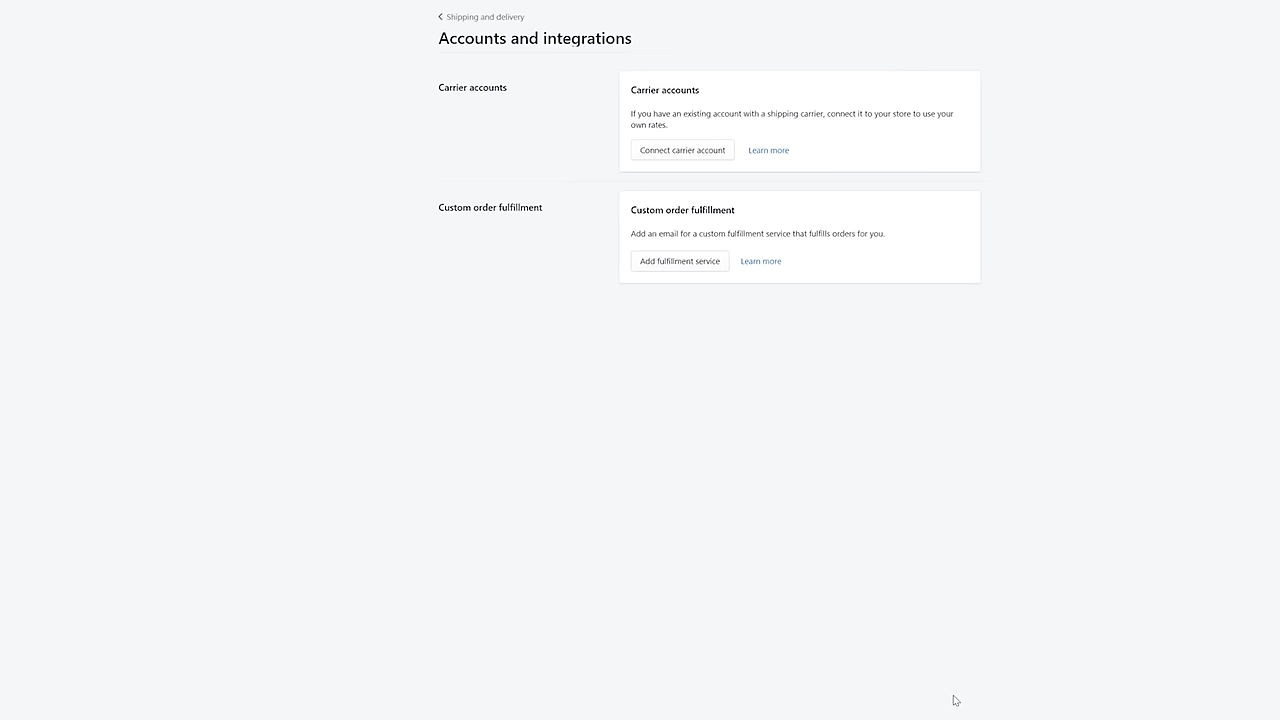 Shipping and delivery
Accounts and integrations
Carrier accounts
Carrier accounts
If you have an existing account with a shipping carrier, connect it to your store to use your
own rates.
Connect carrier account Learn more
Custom order fulfillment
Custom order fulfillment
Add an email for a custom fulfillment service that fulfills orders for you.
Add fulfillment service Learn more